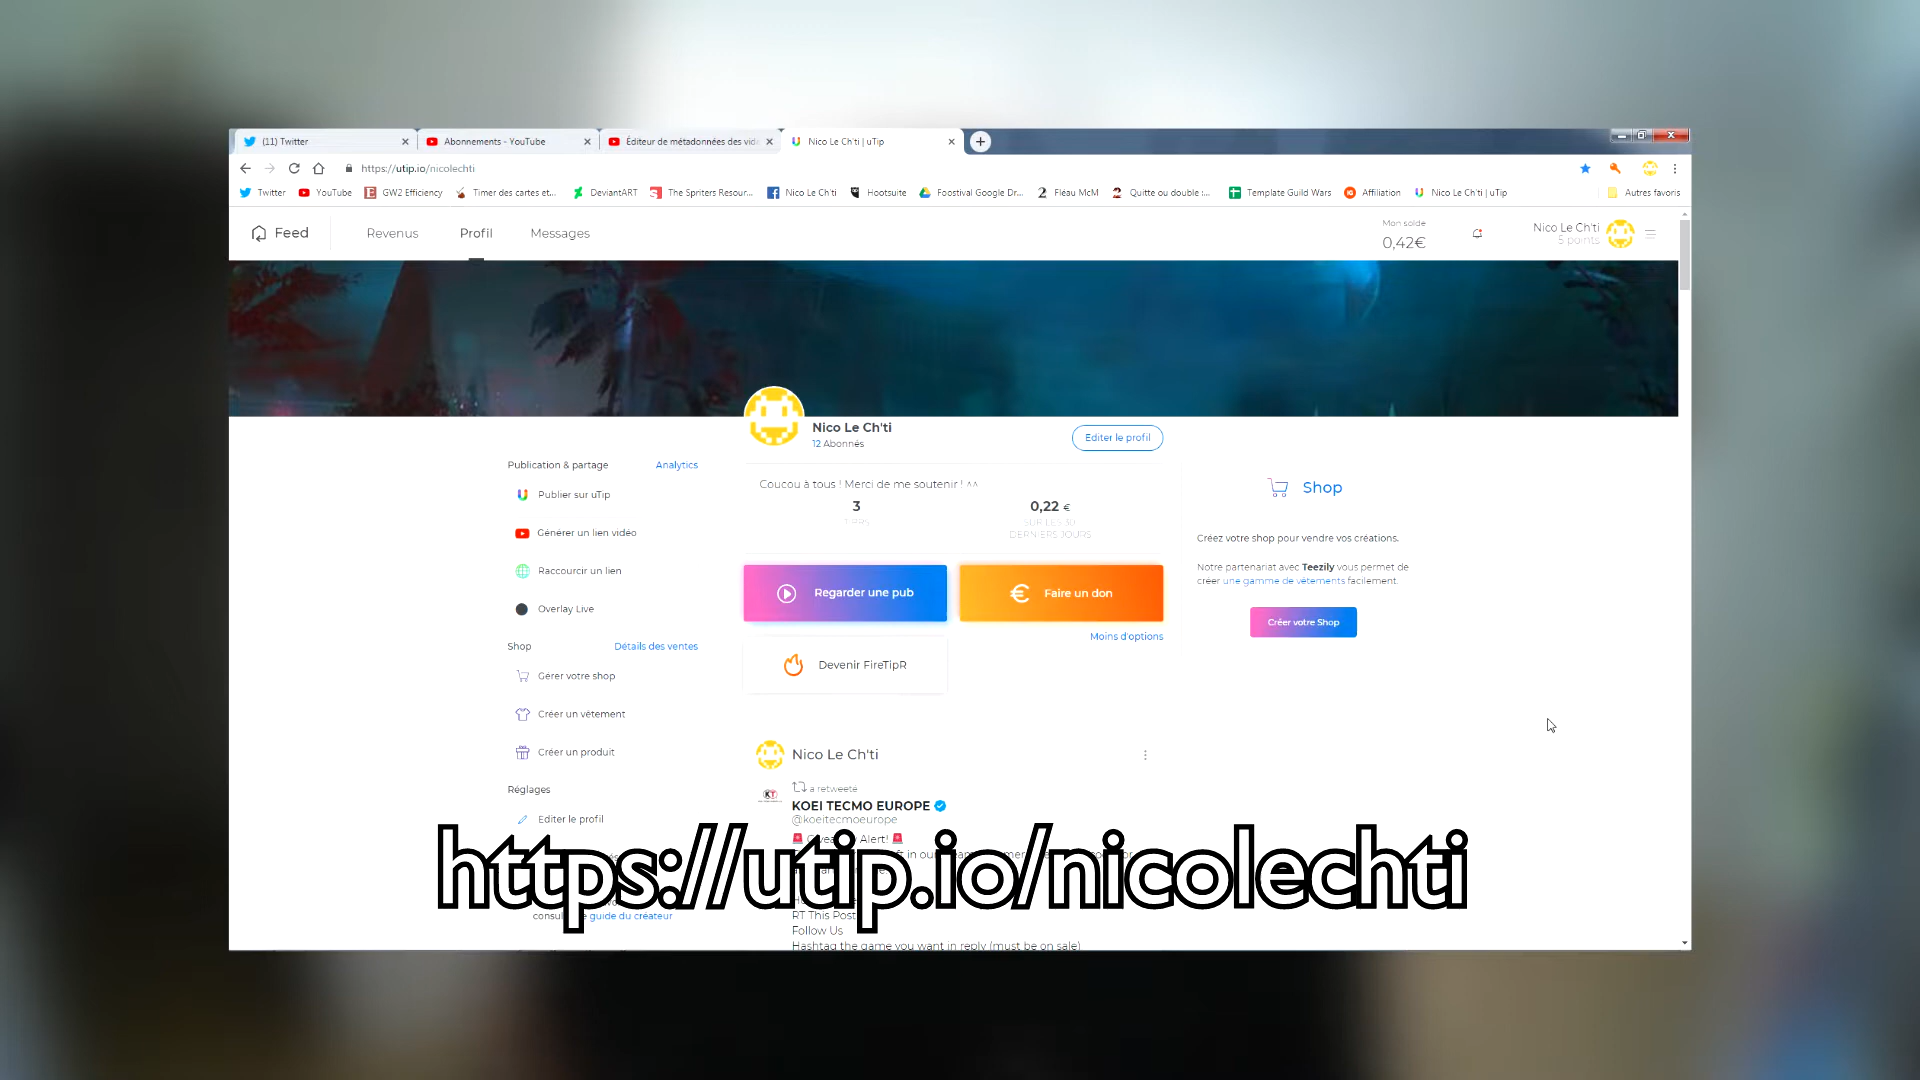 (11) Twitter
Abonnements - YouTube
Éditeur de métadonnées des vid
Nico Le Ch'ti | uTip
https://utip.io/nicolechti
Twitter
YouTube
GW2 Efficiency
Timer des cartes et...
DeviantART
The Spriters Resour...
Nico Le Ch'ti
Hootsuite
Foostival Google Dr...
Fléau McM
Quitte ou double :...
Template Guild Wars
Affiliation
Nico Le Ch'ti | uTip
Autres favoris
Feed
Revenus
Profil
Messages
Mon solde
0,42€
Nico Le Ch'ti
5 points
Nico Le Ch'ti
12 Abonnés
Editer le profil
Publication & partage
Analytics
Publier sur uTip
Générer un lien vidéo
Raccourcir un lien
Overlay Live
Shop
Détails des ventes
Gérer votre shop
Créer un vêtement
Créer un produit
Réglages
Editer le profil
guide du créateur
Coucou à tous ! Merci de me soutenir ! ^^
3
TIPRS
0,22 €
SUR LES 30
DERNIERS JOURS
Regarder une pub
Faire un don
Moins d'options
Devenir FireTipR
Shop
Créez votre shop pour vendre vos créations.
Notre partenariat avec Teezily vous permet de
créer une gamme de vêtements facilement.
Créer votre Shop
Nico Le Ch'ti
a retweeté
KOEI TECMO EUROPE
@koeitecmoeurope
Alert!
RT This Post
Follow Us
Hashtag the game you want in reply (must be on sale)
https://utip.io/nicolechti